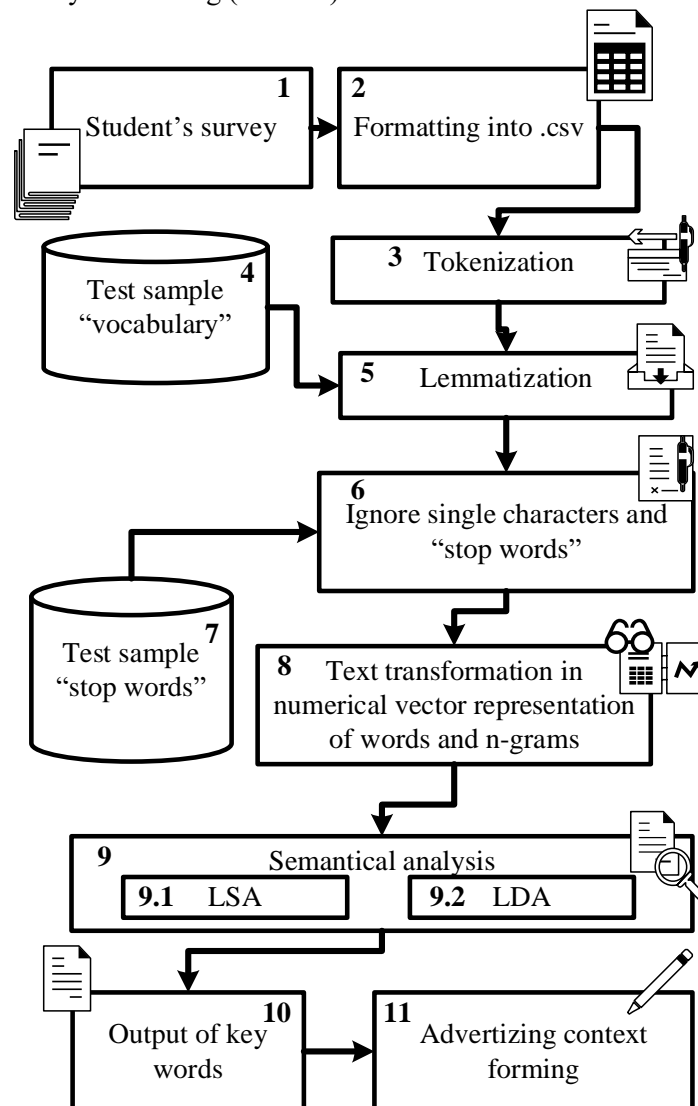 1
Student’s survey
2
Formatting into .csv
3 Tokenization
4
Test sample
“vocabulary”
5 Lemmatization
6
Ignore single characters and
“stop words”
7
Test sample
“stop words”
8 Text transformation in
numerical vector representation
of words and n-grams
9
Semantical analysis
9.1 LSA
9.2 LDA
10
Output of key
words
11
Advertizing context
forming